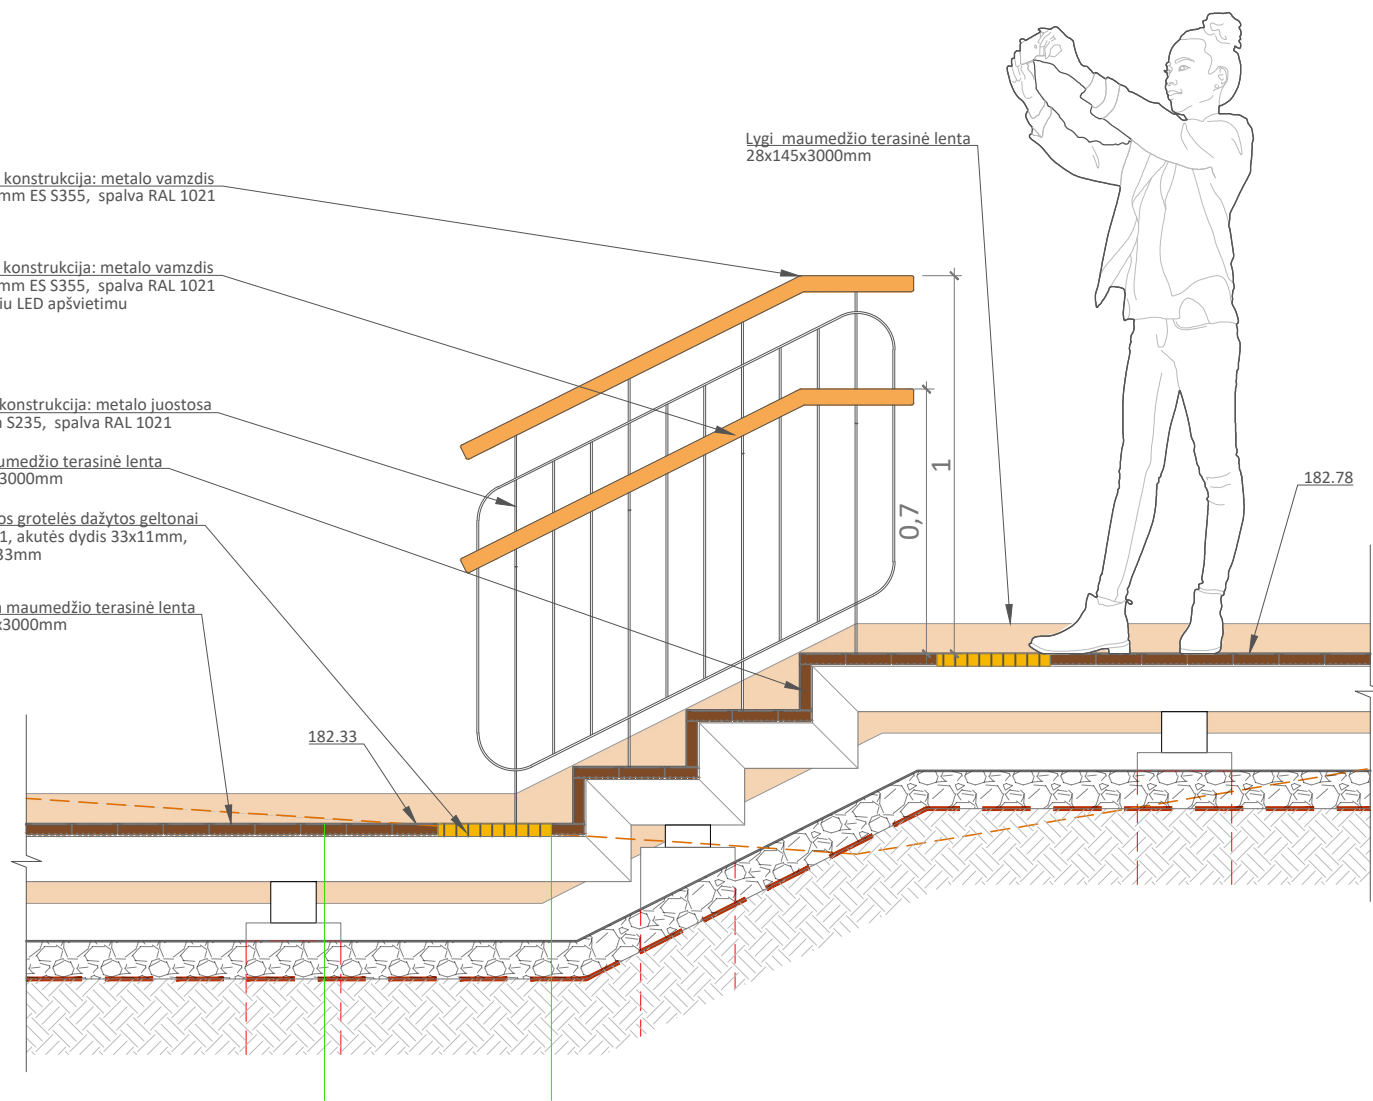 Lygi maumedžio terasinė lenta
28x145x3000mm
konstrukcija: metalo vamzdis
mm ES S355, spalva RAL 1021
konstrukcija: metalo vamzdis
mm ES S355, spalva RAL 1021
iu LED apšvietimu
konstrukcija: metalo juostosa
S235, spalva RAL 1021
umedžio terasinė lenta
3000mm
os grotelės dažytos geltonai
1, akutės dydis 33x11mm,
33mm
maumedžio terasinė lenta
x3000mm
1
0,7
182.78
182.33